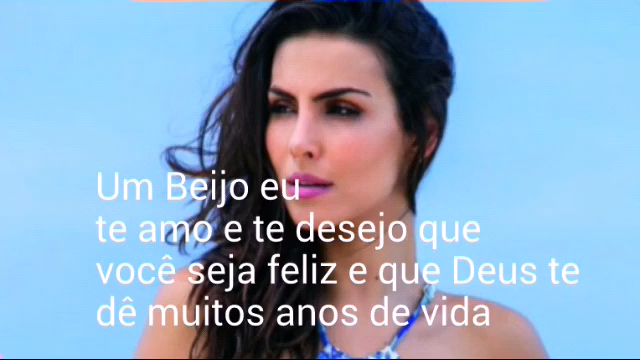 Um Beijo eu
te amo e te desejo que
você seja feliz e que Deus te
dê muitos anos de vida